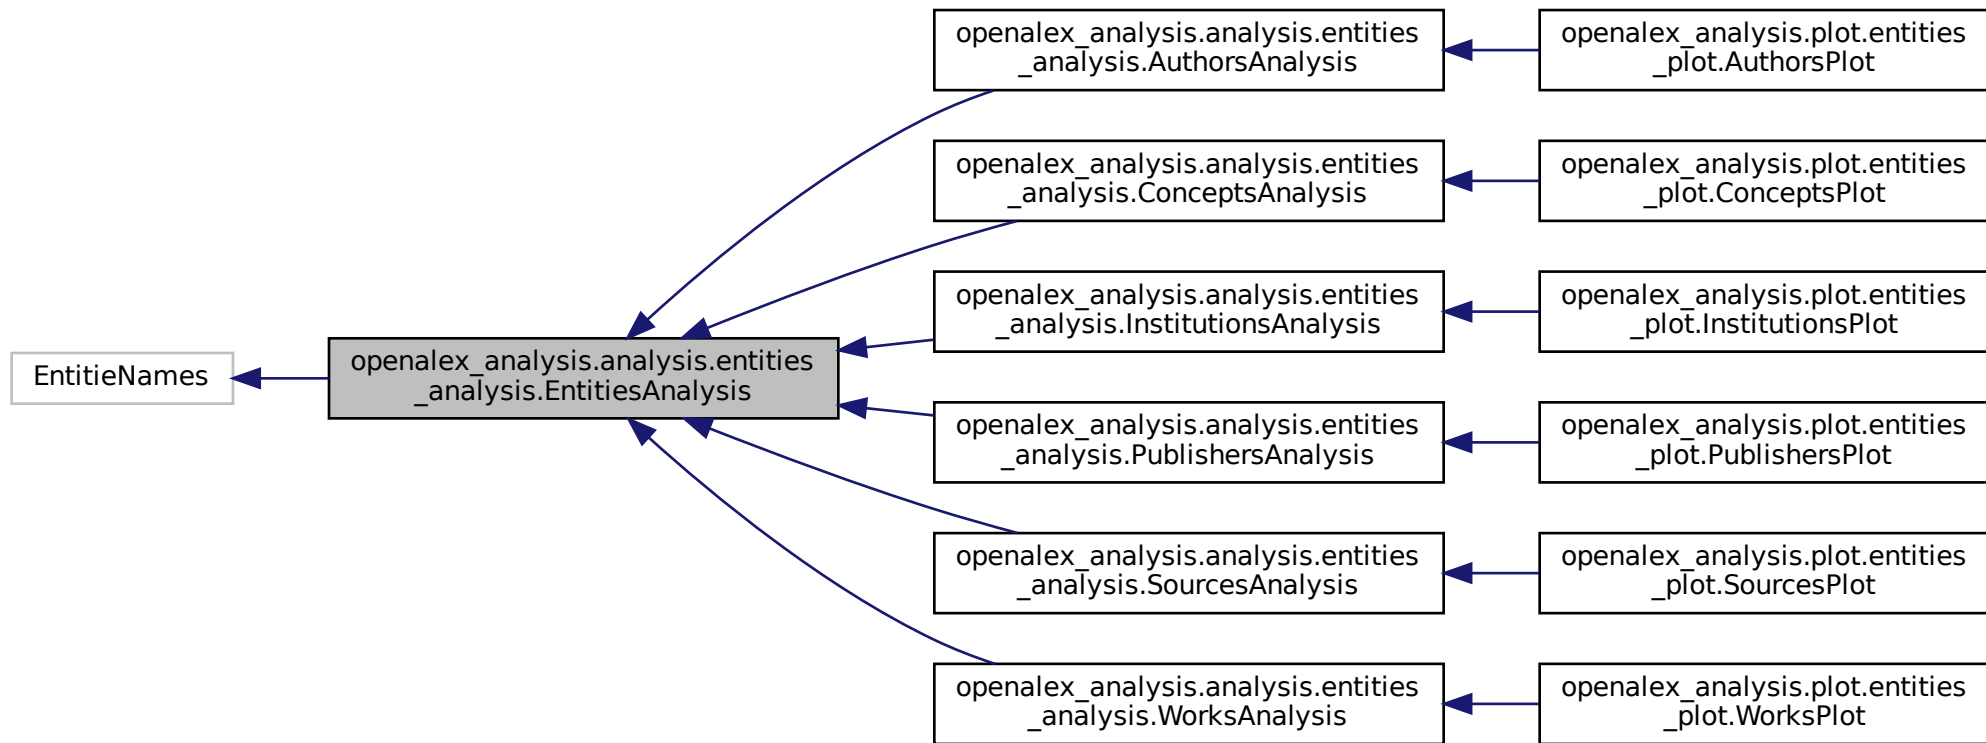 openalex_analysis.analysis.entities
_analysis.AuthorsAnalysis
openalex_analysis.plot.entities
_plot.AuthorsPlot
openalex_analysis.analysis.entities
_analysis.ConceptsAnalysis
openalex_analysis.plot.entities
_plot.ConceptsPlot
openalex_analysis.analysis.entities
_analysis.InstitutionsAnalysis
openalex_analysis.plot.entities
_plot.InstitutionsPlot
EntitieNames
openalex_analysis.analysis.entities
_analysis.EntitiesAnalysis
openalex_analysis.analysis.entities
_analysis.PublishersAnalysis
openalex_analysis.plot.entities
_plot.PublishersPlot
openalex_analysis.analysis.entities
_analysis.SourcesAnalysis
openalex_analysis.plot.entities
_plot.SourcesPlot
openalex_analysis.analysis.entities
_analysis.WorksAnalysis
openalex_analysis.plot.entities
_plot.WorksPlot